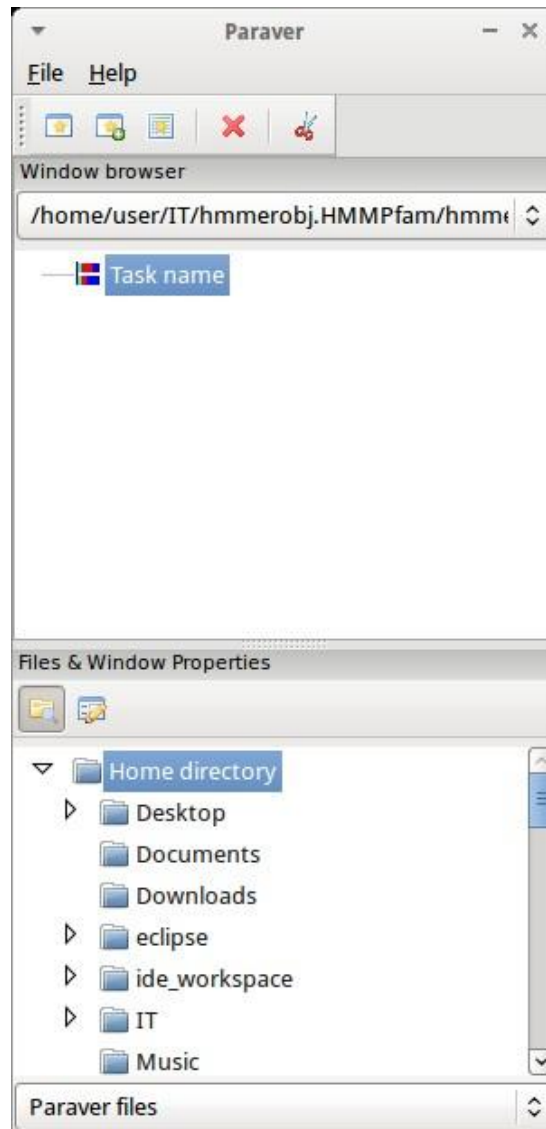 Paraver
File Help
Window browser
/home/user/IT/hmmerobj.HMMPfam/hmme
Task name
Files & Window Properties
Home directory
Desktop
Documents
Downloads
eclipse
ide_workspace
IT
Music
Paraver files